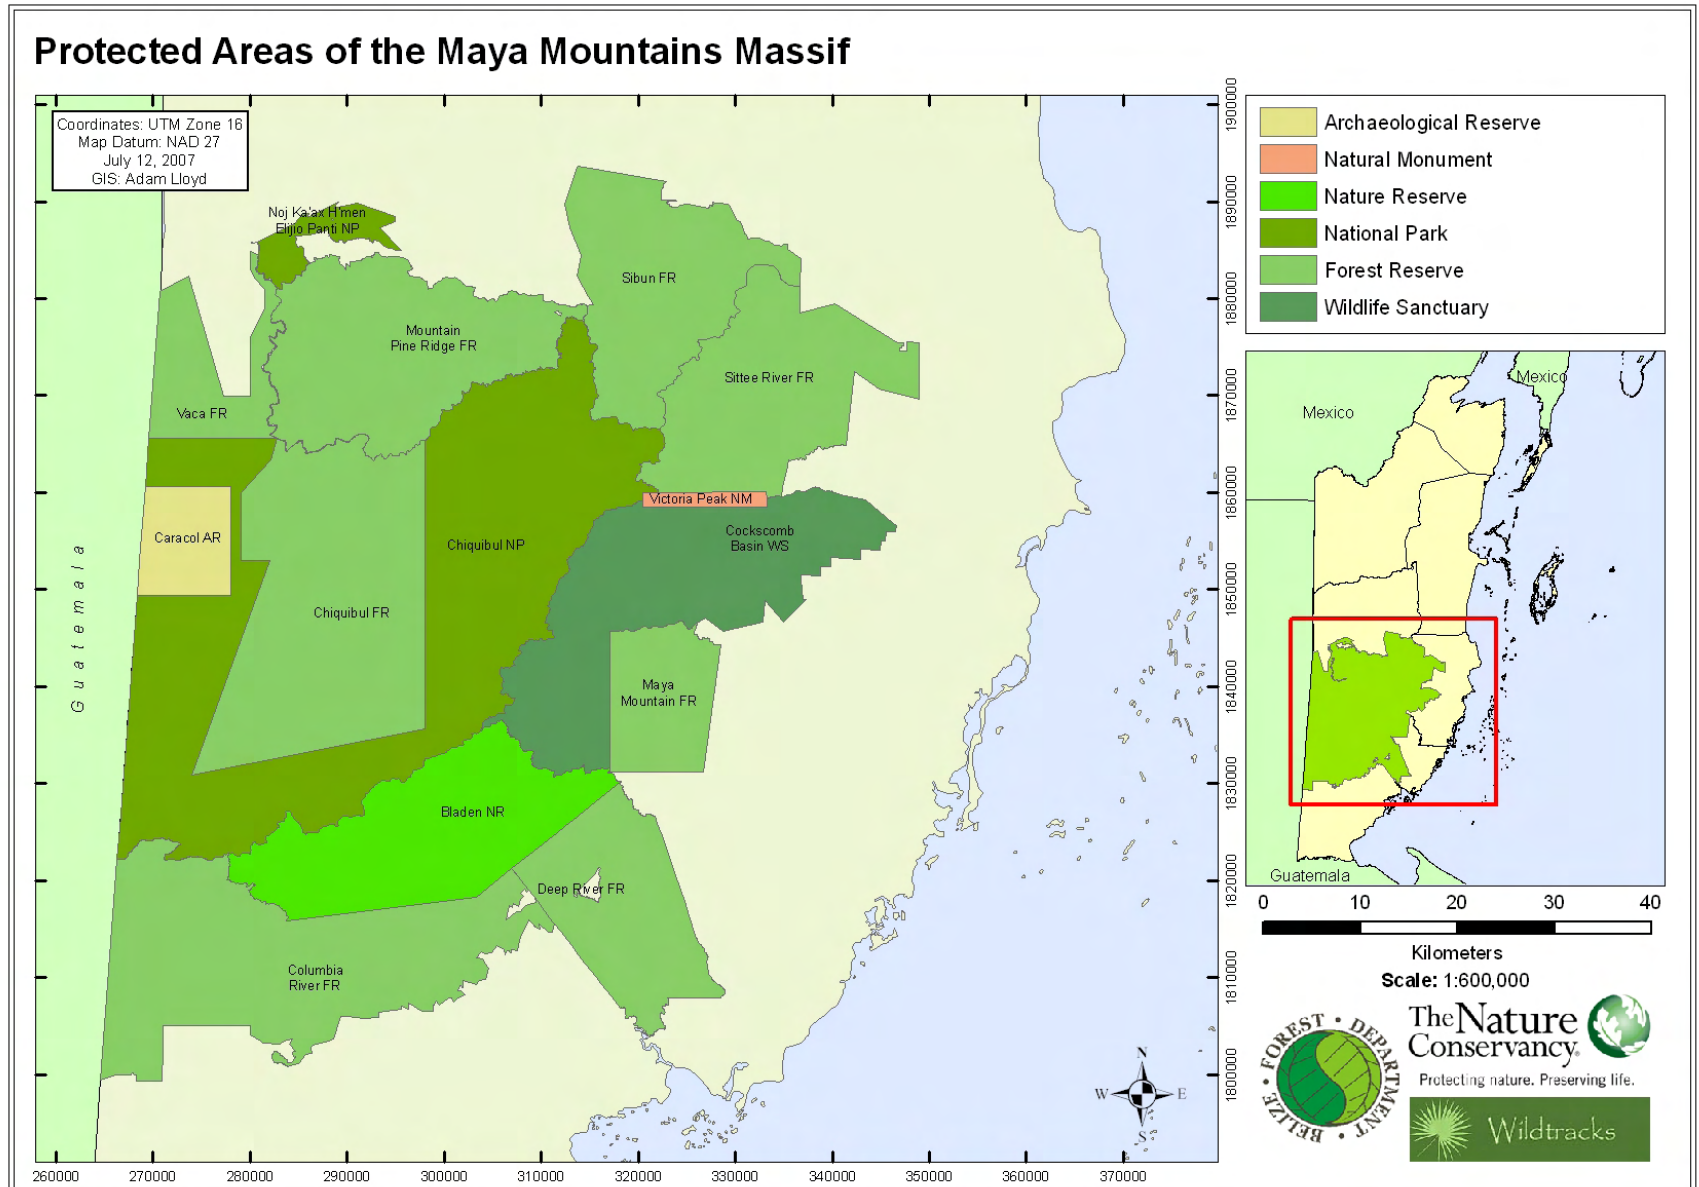 Protected Areas of the Maya Mountains Massif
Coordinates: UTM Zone 16
Map Datum: NAD 27
July 12, 2007
GIS: Adam Lloyd
Noj Ka'ax H'men
Elijio Panti NP
Sibun FR
Mountain
Pine Ridge FR
Sittee River FR
Vaca FR
Victoria Peak NM
Caracol AR
Chiquibul NP
Cockscomb
Basin WS
Chiquibul FR
Guatemala
Maya
Mountain FR
Bladen NR
Deep River FR
Columbia
River FR
N
W
E
S
260000
270000
280000
290000
300000
310000
320000
330000
340000
350000
360000
370000
1900000
1890000
1880000
1870000
1860000
1850000
1840000
1830000
1820000
1810000
1800000
Archaeological Reserve
Natural Monument
Nature Reserve
National Park
Forest Reserve
Wildlife Sanctuary
Mexico
Mexico
Guatemala
0 10 20 30 40
Kilometers
Scale: 1:600,000
BELIZE • FOREST • DEPARTMENT •
The Nature
Conservancy
Protecting nature. Preserving life.
Wildtracks